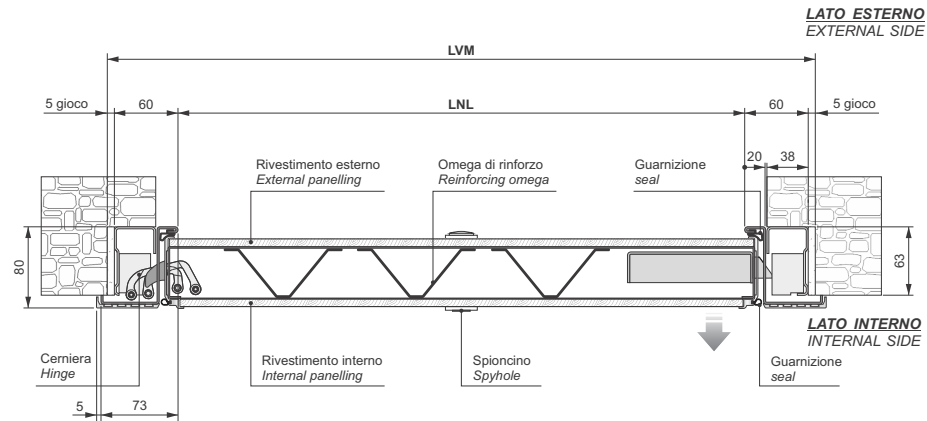 LATO ESTERNO
EXTERNAL SIDE
LVM
5 gioco
60
LNL
60
5 gioco
20
38
Rivestimento esterno
External panelling
Omega di rinforzo
Reinforcing omega
Guarnizione
seal
80
63
LATO INTERNO
INTERNAL SIDE
Cerniera
Hinge
Rivestimento interno
Internal panelling
Spioncino
Spyhole
Guarnizione
seal
5
73